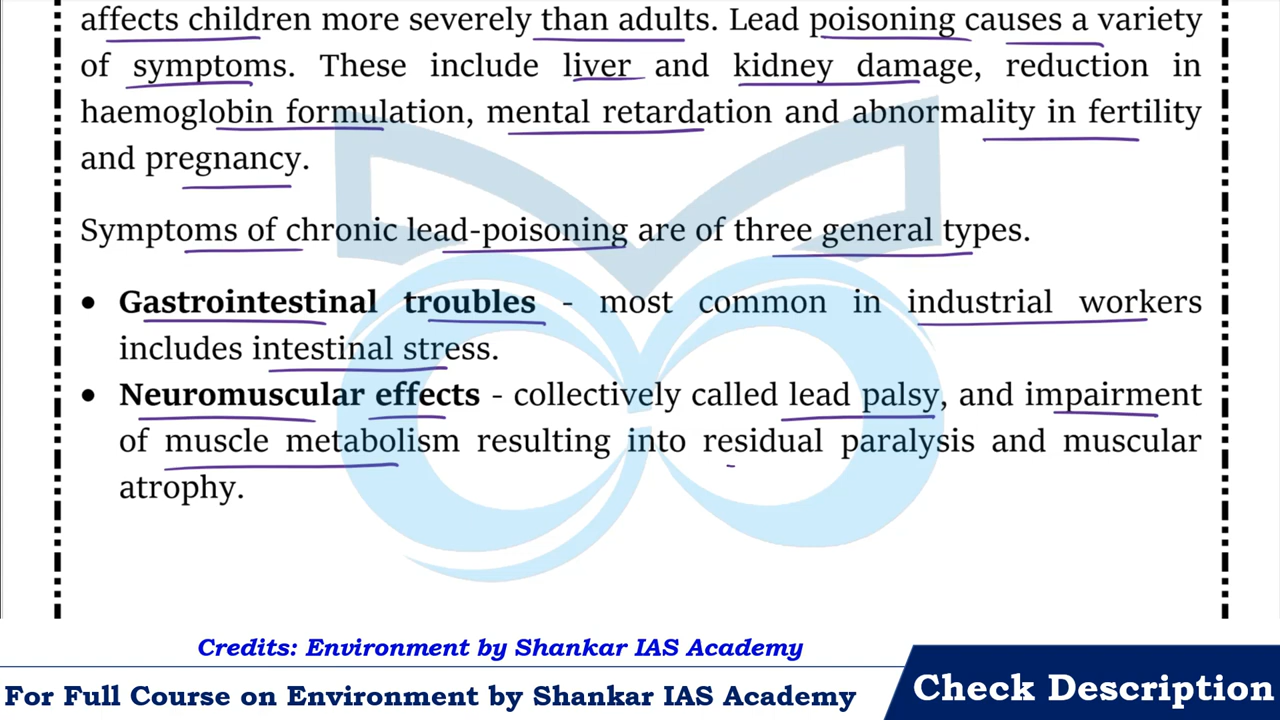 affects children more severely than adults. Lead poisoning causes a variety
of symptoms. These include liver and kidney damage, reduction in
haemoglobin formulation, mental retardation and abnormality in fertility
and pregnancy.
Symptoms of chronic lead-poisoning are of three general types.
• Gastrointestinal troubles - most common in industrial workers
includes intestinal stress.
• Neuromuscular effects - collectively called lead palsy, and impairment
of muscle metabolism resulting into residual paralysis and muscular
atrophy.
Credits: Environment by Shankar IAS Academy
For Full Course on Environment by Shankar IAS Academy
Check Description